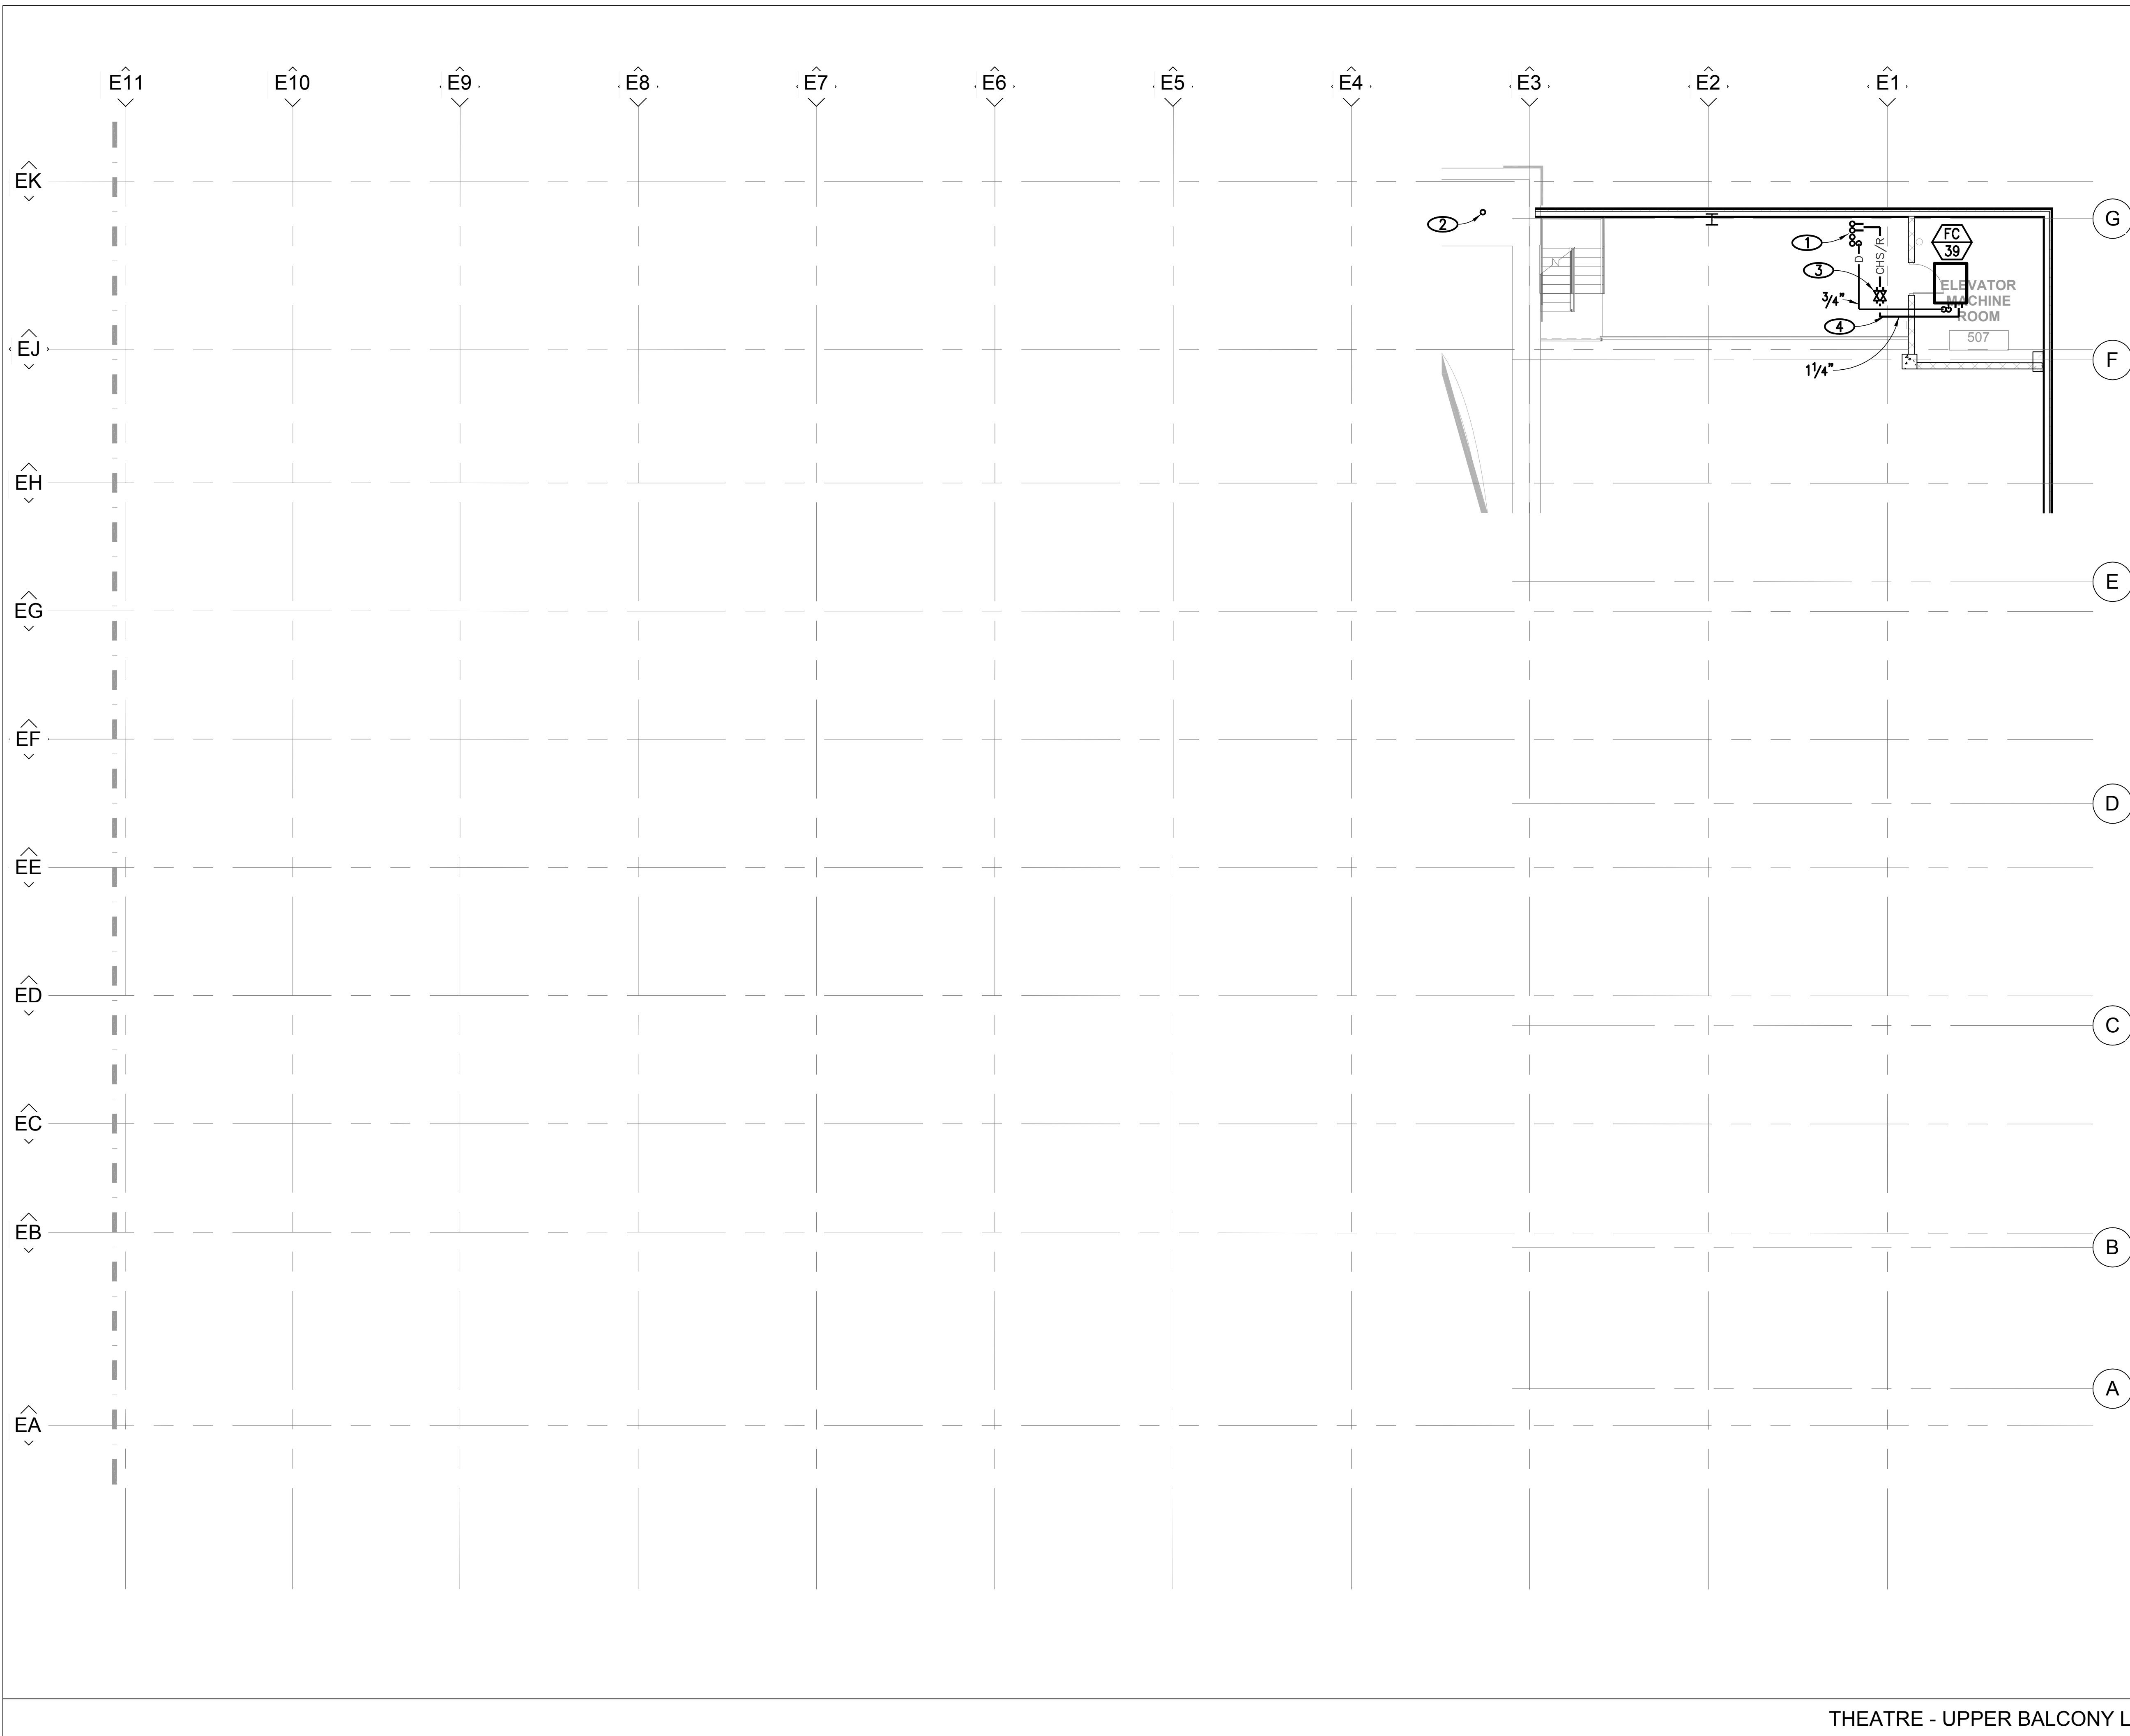 E11 E10 E9 E8 E7 E6 E5 E4 E3 E2 E1
EK
G
2
1
FC
39
D
CHS/R
3
ELEVATOR
MACHINE
ROOM
3/4"
4
507
EJ
F
1 1/4"
EH
E
EG
EF
D
EE
ED
C
EC
EB
B
A
EA
THEATRE - UPPER BALCONY L